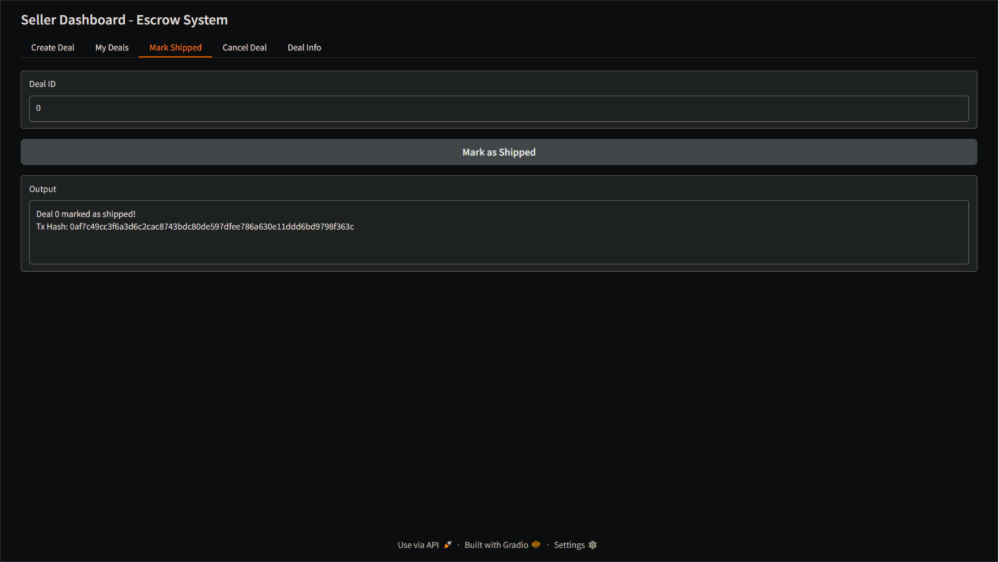 Seller Dashboard - Escrow System
Create Deal My Deals Mark Shipped Cancel Deal Deal Info
Deal ID
0
Mark as Shipped
Output
Deal 0 marked as shipped!
Tx Hash: 0af7c49cc3f6a3d6c2cac8743bdc80de597dfee786a630e11ddd6bd9798f363c
Use via API · Built with Gradio · Settings